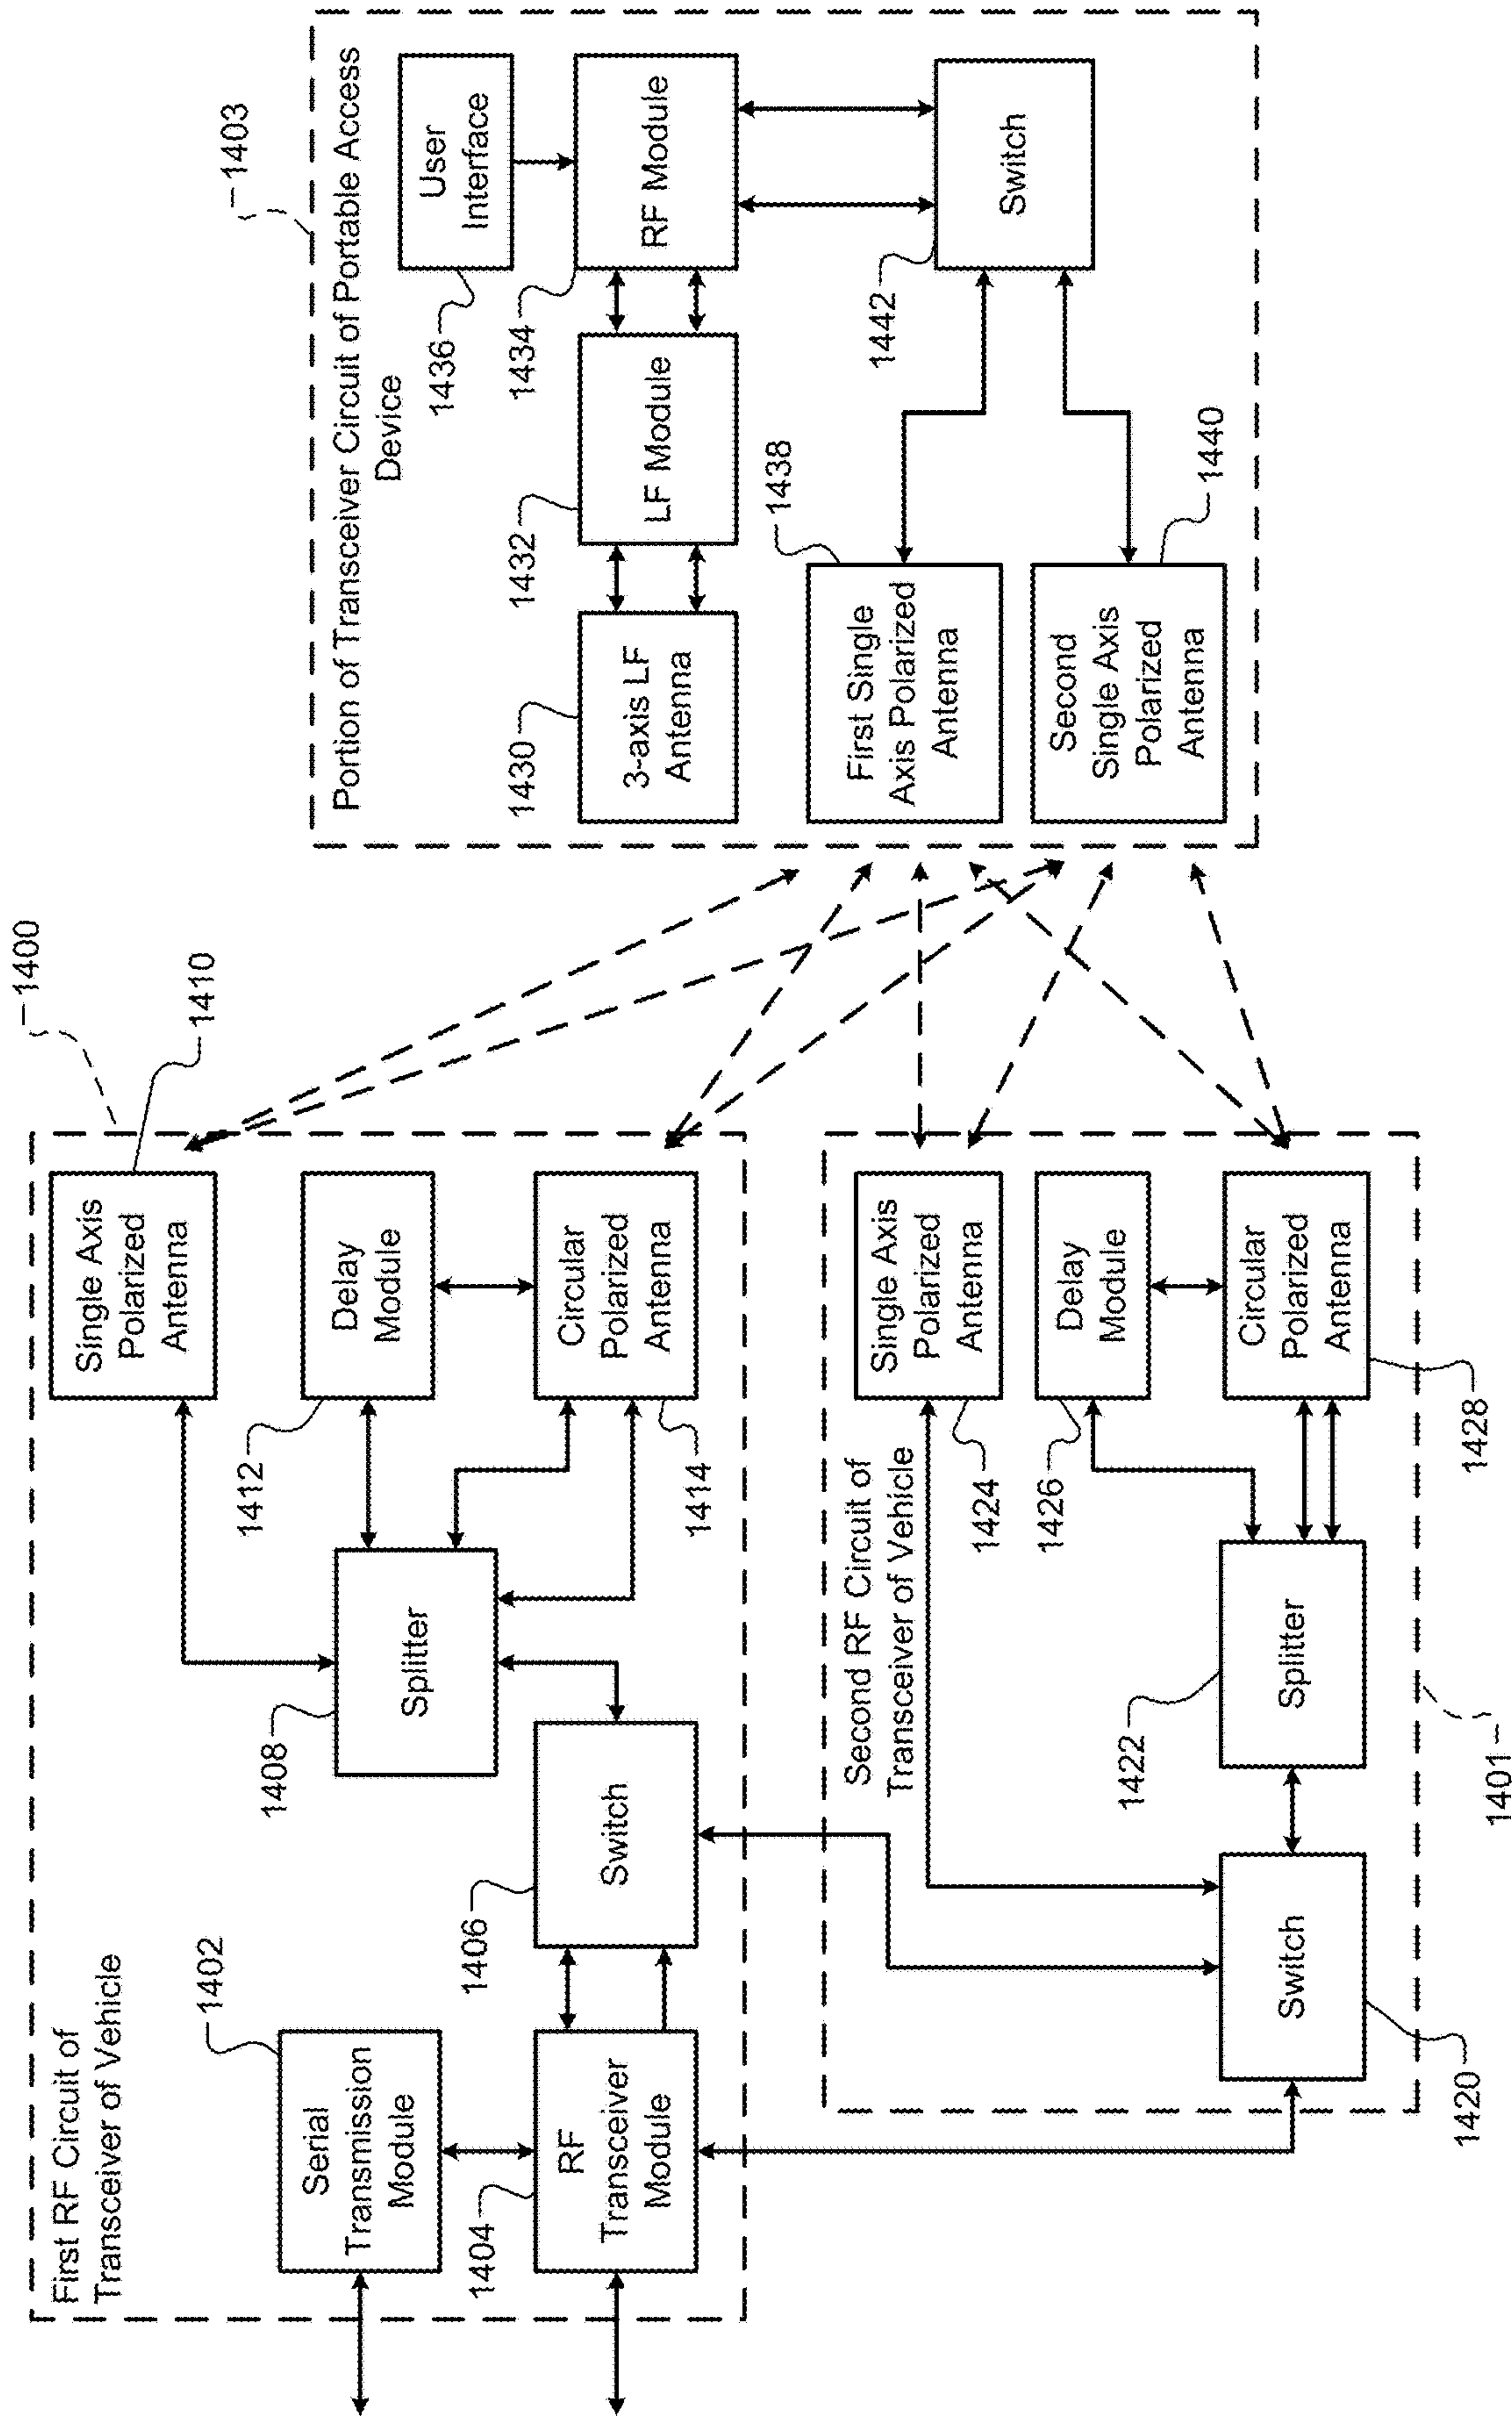 First RF Circuit of
Transceiver of Vehicle
1400
1402
Serial
Transmission
Module
1404
RF
Transceiver
Module
1406
Switch
1408
Splitter
1410
Single Axis
Polarized
Antenna
1412
Delay
Module
1414
Circular
Polarized
Antenna
Second RF Circuit of
Transceiver of Vehicle
1401
1420
Switch
1422
Splitter
1424
Single Axis
Polarized
Antenna
1426
Delay
Module
1428
Circular
Polarized
Antenna
1403
Portion of Transceiver Circuit of Portable Access
Device
1430
3-axis LF
Antenna
1432
LF Module
1434
RF Module
1436
User
Interface
1438
First Single
Axis Polarized
Antenna
1440
Second
Single Axis
Polarized
Antenna
1442
Switch